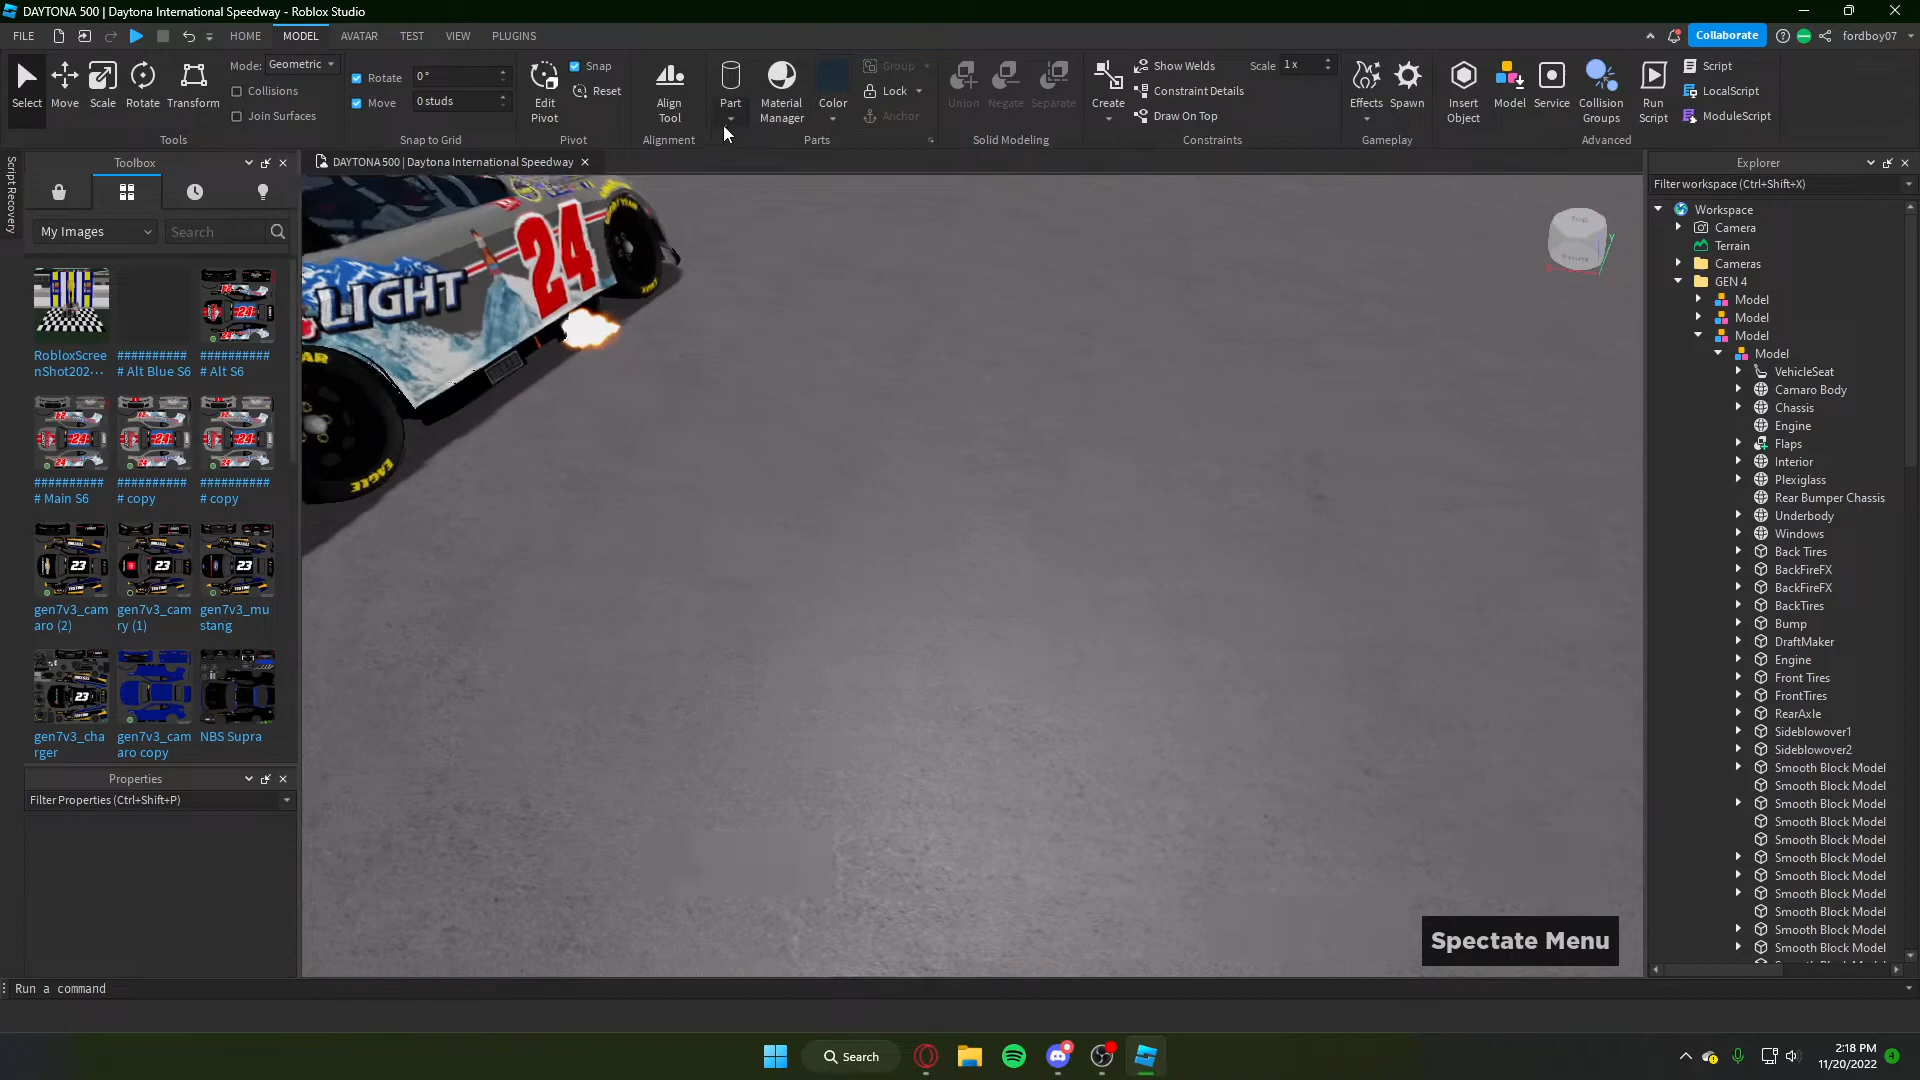 DAYTONA 500 | Daytona International Speedway - Roblox Studio
FILE HOME MODEL AVATAR TEST VIEW PLUGINS Collaborate fordboy07
Select Move Scale Rotate Transform
Mode: Geometric
Collisions
Join Surfaces
Tools
Rotate 0 °
Move 0 studs
Snap to Grid
Edit
Pivot
Snap
Reset
Pivot
Align
Tool
Alignment
Part
Material
Manager
Color
Group
Lock
Anchor
Parts
Union Negate Separate
Solid Modeling
Create
Show Welds
Constraint Details
Draw On Top
Scale 1 x
Constraints
Effects Spawn
Gameplay
Insert
Object
Model
Service
Collision
Groups
Run
Script
Script
LocalScript
ModuleScript
Advanced
Script Recovery
Toolbox
My Images
Search
RobloxScree
nShot202···
##########
# Alt Blue S6
##########
# Alt S6
##########
# Main S6
##########
# copy
##########
# copy
gen7v3_cam
aro (2)
gen7v3_cam
ry (1)
gen7v3_mu
stang
gen7v3_cha
rger
gen7v3_cam
aro copy
NBS Supra
Properties
Filter Properties (Ctrl+Shift+P)
DAYTONA 500 | Daytona International Speedway
24
LIGHT
EAGLE
Spectate Menu
Explorer
Filter workspace (Ctrl+Shift+X)
Workspace
Camera
Terrain
Cameras
GEN 4
Model
Model
Model
Model
VehicleSeat
Camaro Body
Chassis
Engine
Flaps
Interior
Plexiglass
Rear Bumper Chassis
Underbody
Windows
Back Tires
BackFireFX
BackFireFX
BackTires
Bump
DraftMaker
Engine
Front Tires
FrontTires
RearAxle
Sideblowover1
Sideblowover2
Smooth Block Model
Smooth Block Model
Smooth Block Model
Smooth Block Model
Smooth Block Model
Smooth Block Model
Smooth Block Model
Smooth Block Model
Smooth Block Model
Smooth Block Model
Smooth Block Model
Run a command
Search
2:18 PM
11/20/2022
4